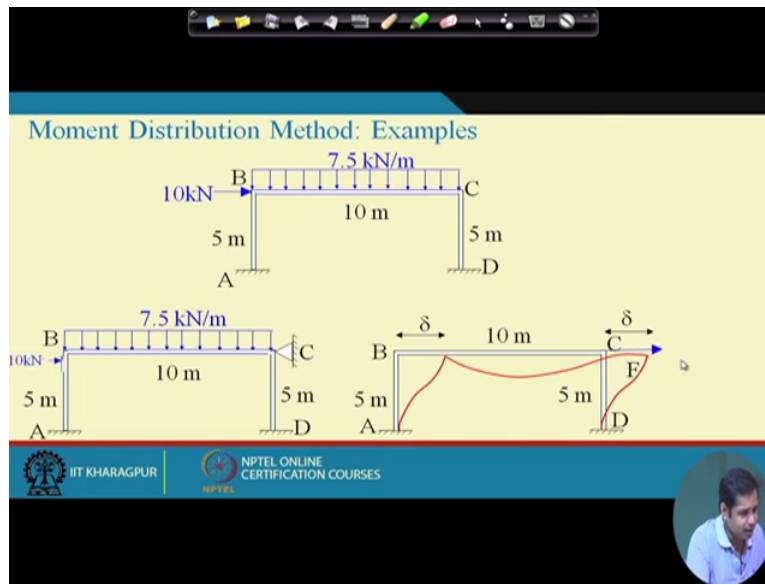 Moment Distribution Method: Examples
7.5 kN/m
B
10kN
C
10 m
5 m
5 m
A
D
7.5 kN/m
B
10kN
C
10 m
5 m
5 m
A
D
δ
δ
10 m
B
C
F
5 m
5 m
A
D
IIT KHARAGPUR
NPTEL
NPTEL ONLINE
CERTIFICATION COURSES